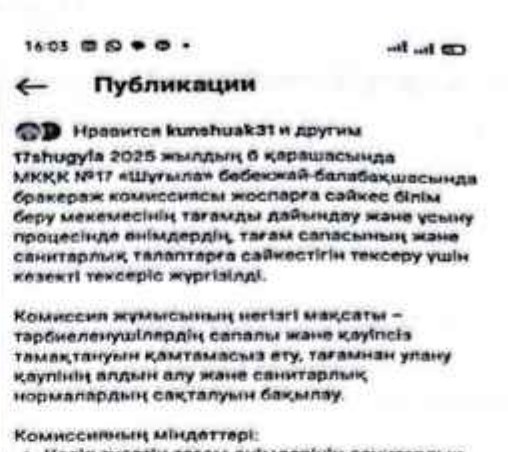 16:03
← Публикации
Нравится kunshuak31 и другим
17shugyla 2025 жылдың 6 қарашасында
МКҚК №17 «Шұғыла» бөбекжай-балабақшасында
бракераж комиссиясы жоспарға сәйкес білім
беру мекемесінің тағамды дайындау және ұсыну
процесінде өнімдердің, тағам сапасының және
санитарлық талаптарға сәйкестігін тексеру үшін
кезекті тексеріс жүргізілді.
Комиссия жұмысының негізгі мақсаты –
тәрбиеленушілердің сапалы және қауіпсіз
тамақтануын қамтамасыз ету, тағамнан улану
қаупінің алдын алу және санитарлық
нормалардың сақталуын бақылау.
Комиссияның міндеттері: